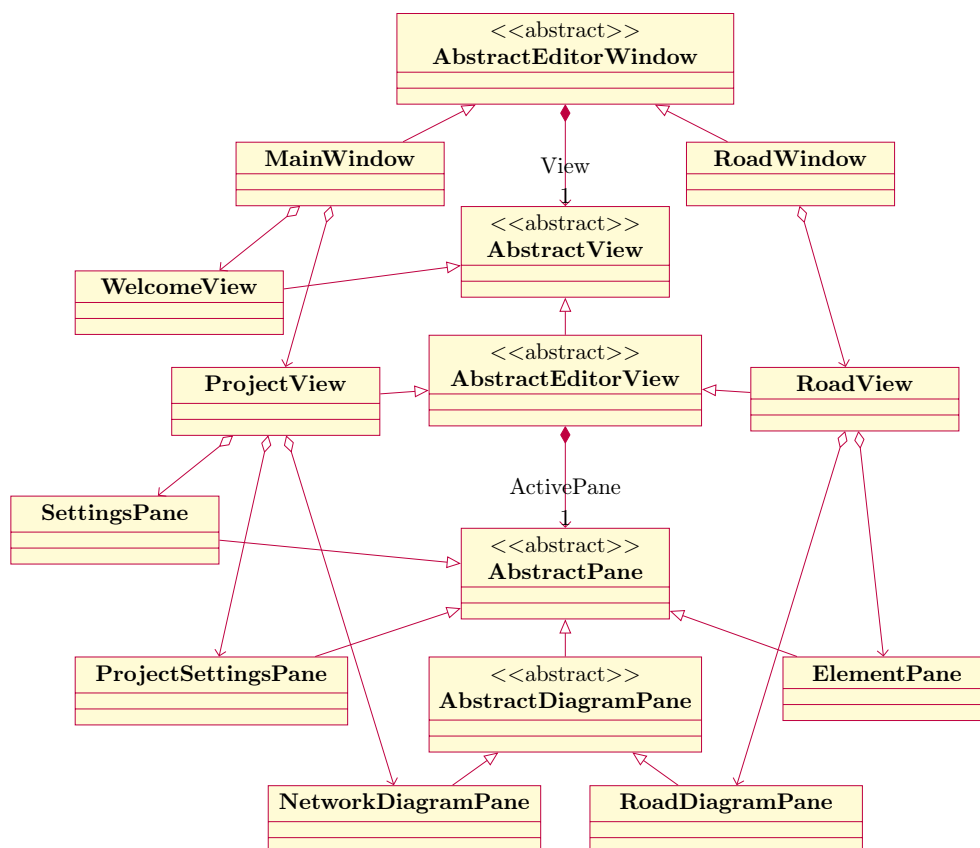 <<abstract>>
AbstractEditorWindow
MainWindow
RoadWindow
View
1
<<abstract>>
AbstractView
WelcomeView
<<abstract>>
AbstractEditorView
ProjectView
RoadView
ActivePane
1
SettingsPane
<<abstract>>
AbstractPane
ProjectSettingsPane
<<abstract>>
AbstractDiagramPane
ElementPane
NetworkDiagramPane
RoadDiagramPane